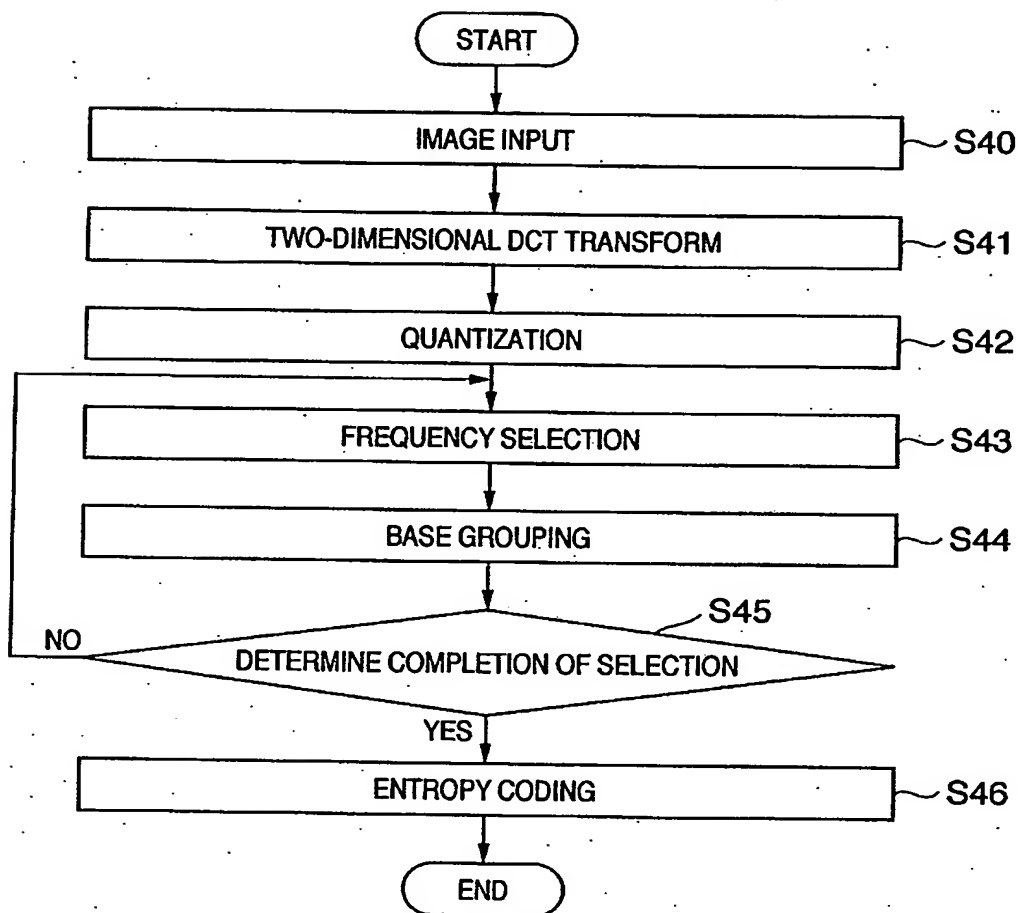 START
IMAGE INPUT
S40
TWO-DIMENSIONAL DCT TRANSFORM
S41
QUANTIZATION
S42
FREQUENCY SELECTION
S43
BASE GROUPING
S44
S45
NO
DETERMINE COMPLETION OF SELECTION
YES
ENTROPY CODING
S46
END